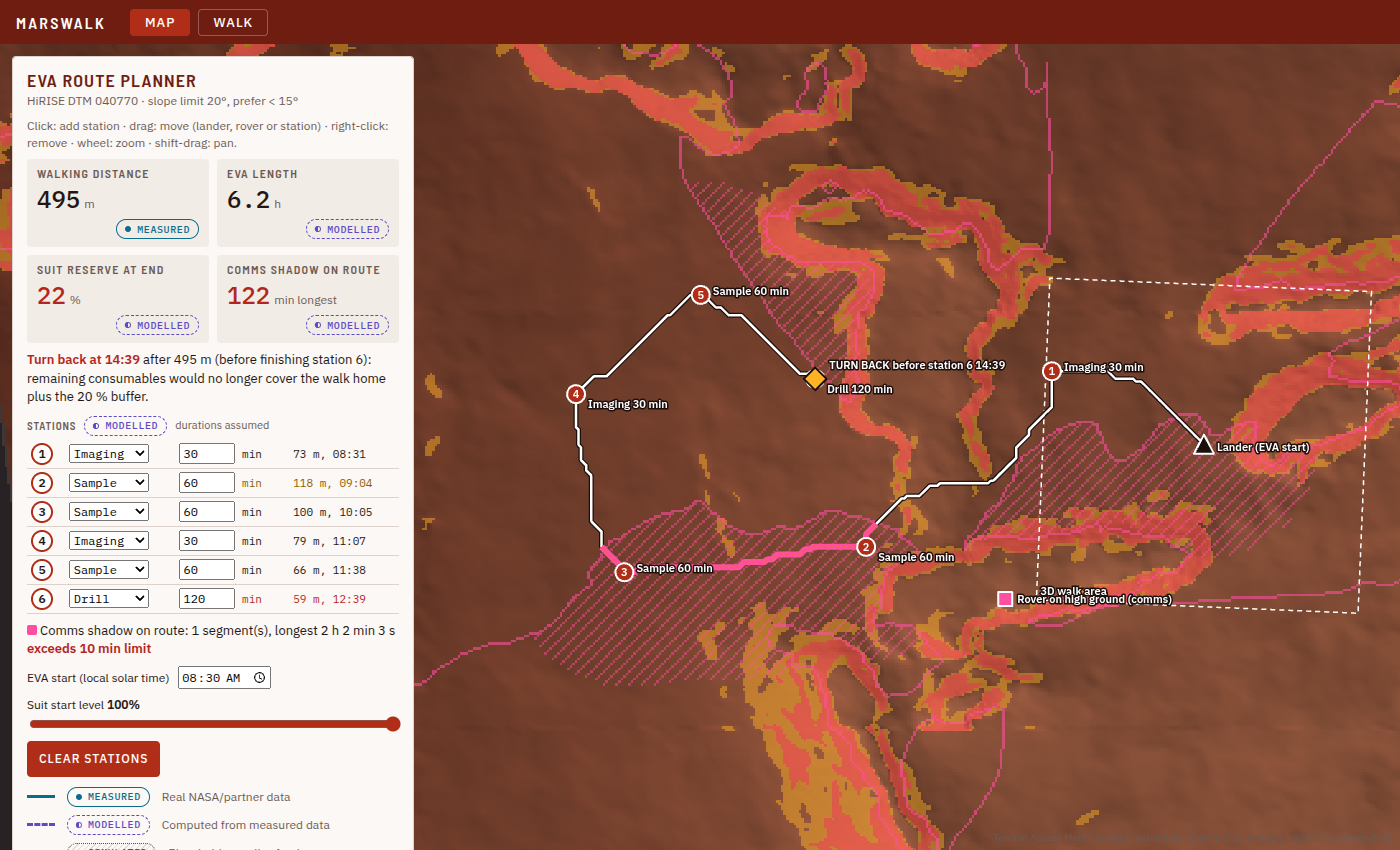 MARSWALK
MAP
WALK
EVA ROUTE PLANNER
HiRISE DTM 040770 · slope limit 20°, prefer < 15°
Click: add station · drag: move (lander, rover or station) · right-click:
remove · wheel: zoom · shift-drag: pan.
WALKING DISTANCE
495 m
MEASURED
EVA LENGTH
6.2 h
MODELLED
SUIT RESERVE AT END
22 %
MODELLED
COMMS SHADOW ON ROUTE
122 min longest
MODELLED
Turn back at 14:39 after 495 m (before finishing station 6):
remaining consumables would no longer cover the walk home
plus the 20 % buffer.
STATIONS MODELLED durations assumed
1 Imaging 30 min 73 m, 08:31
2 Sample 60 min 118 m, 09:04
3 Sample 60 min 100 m, 10:05
4 Imaging 30 min 79 m, 11:07
5 Sample 60 min 66 m, 11:38
6 Drill 120 min 59 m, 12:39
Comms shadow on route: 1 segment(s), longest 2 h 2 min 3 s
exceeds 10 min limit
EVA start (local solar time) 08:30 AM
Suit start level 100%
CLEAR STATIONS
MEASURED Real NASA/partner data
MODELLED Computed from measured data
5 Sample 60 min
TURN BACK before station 6 14:39
Drill 120 min
1 Imaging 30 min
4 Imaging 30 min
Lander (EVA start)
2 Sample 60 min
3 Sample 60 min
3D walk area
Rover on high ground (comms)